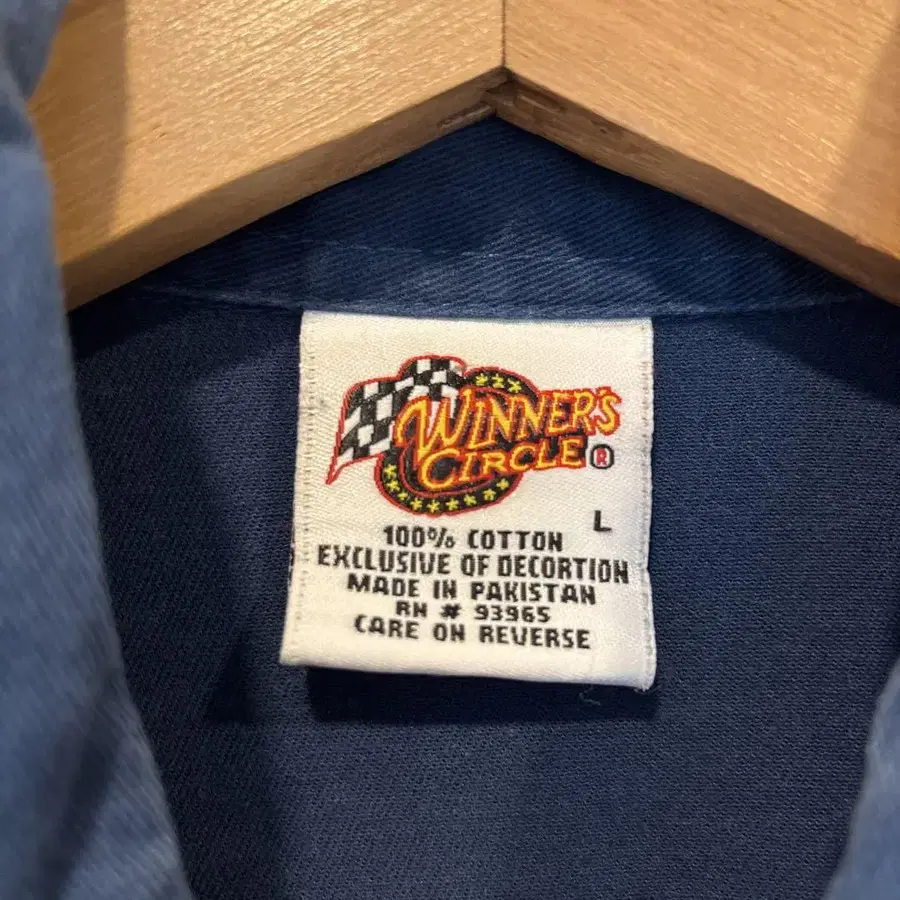 WINNER'S
CIRCLE®
L
100% COTTON
EXCLUSIVE OF DECORTION
MADE IN PAKISTAN
RN # 93965
CARE ON REVERSE